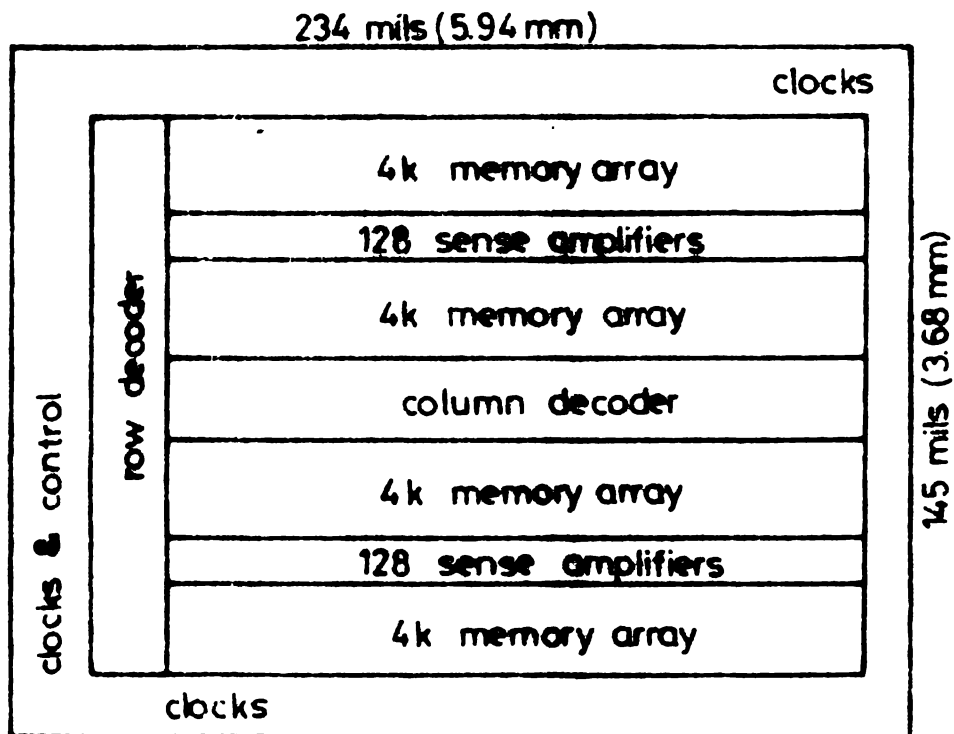 234 mils (5.94 mm)
clocks
4k memory array
128 sense amplifiers
4k memory array
column decoder
4k memory array
128 sense amplifiers
4k memory array
row decoder
clocks & control
clocks
145 mils (3.68 mm)